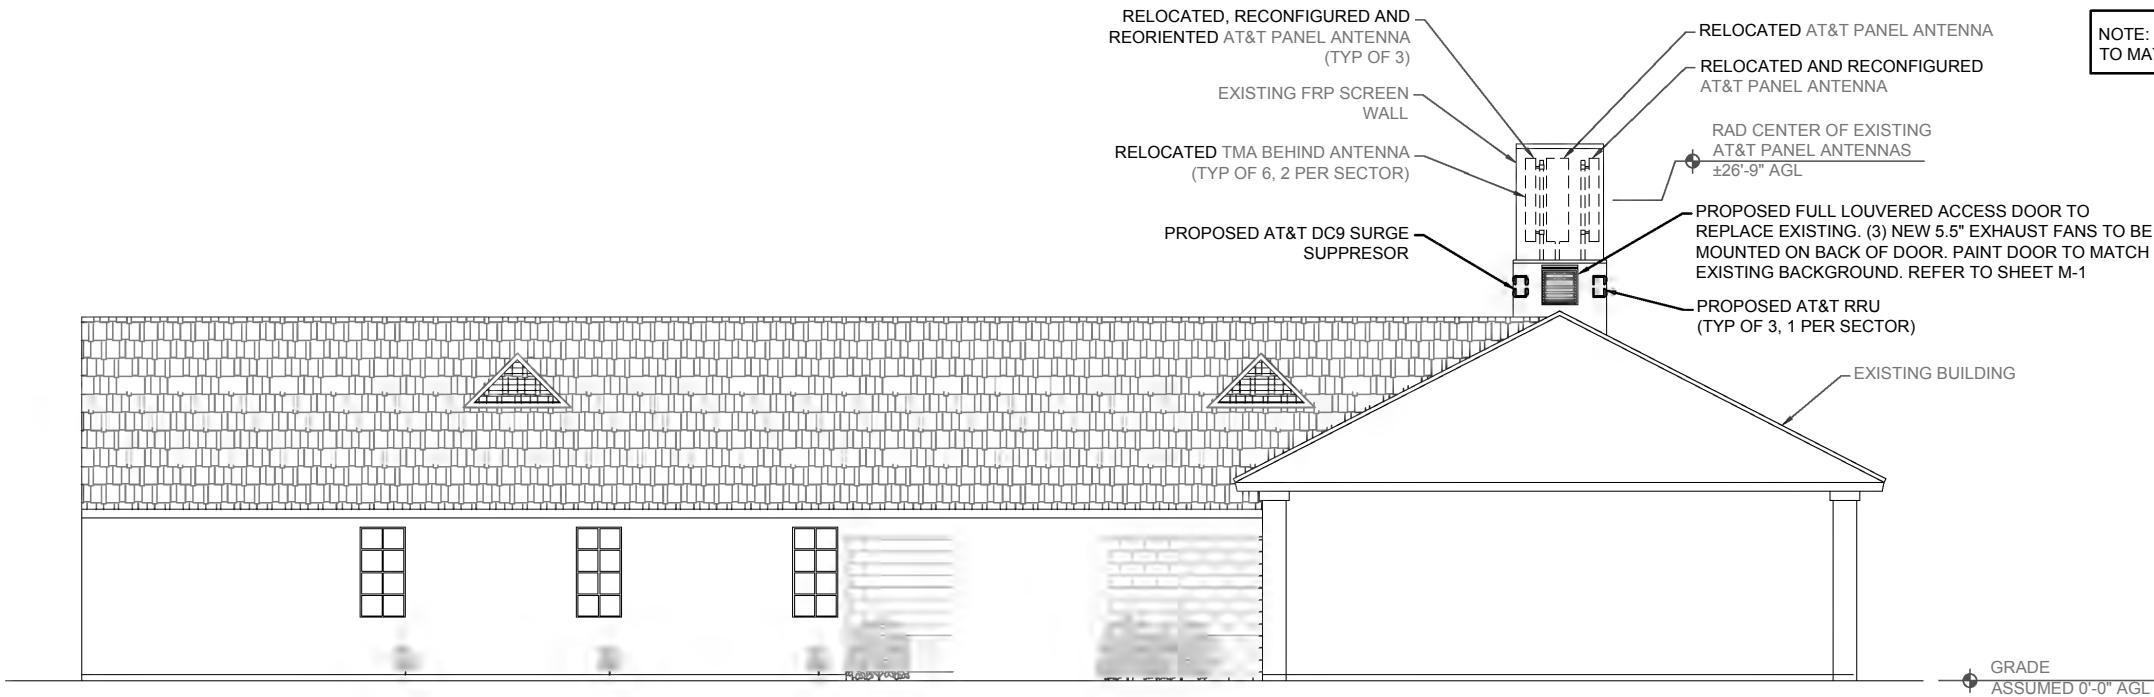 RELOCATED, RECONFIGURED AND
REORIENTED AT&T PANEL ANTENNA
(TYP OF 3)
EXISTING FRP SCREEN
WALL
RELOCATED TMA BEHIND ANTENNA
(TYP OF 6, 2 PER SECTOR)
PROPOSED AT&T DC9 SURGE
SUPPRESOR
RELOCATED AT&T PANEL ANTENNA
RELOCATED AND RECONFIGURED
AT&T PANEL ANTENNA
RAD CENTER OF EXISTING
AT&T PANEL ANTENNAS
±26'-9" AGL
PROPOSED FULL LOUVERED ACCESS DOOR TO
REPLACE EXISTING. (3) NEW 5.5" EXHAUST FANS TO BE
MOUNTED ON BACK OF DOOR. PAINT DOOR TO MATCH
EXISTING BACKGROUND. REFER TO SHEET M-1
PROPOSED AT&T RRU
(TYP OF 3, 1 PER SECTOR)
EXISTING BUILDING
NOTE:
TO
GRADE
ASSUMED 0'-0" AGL